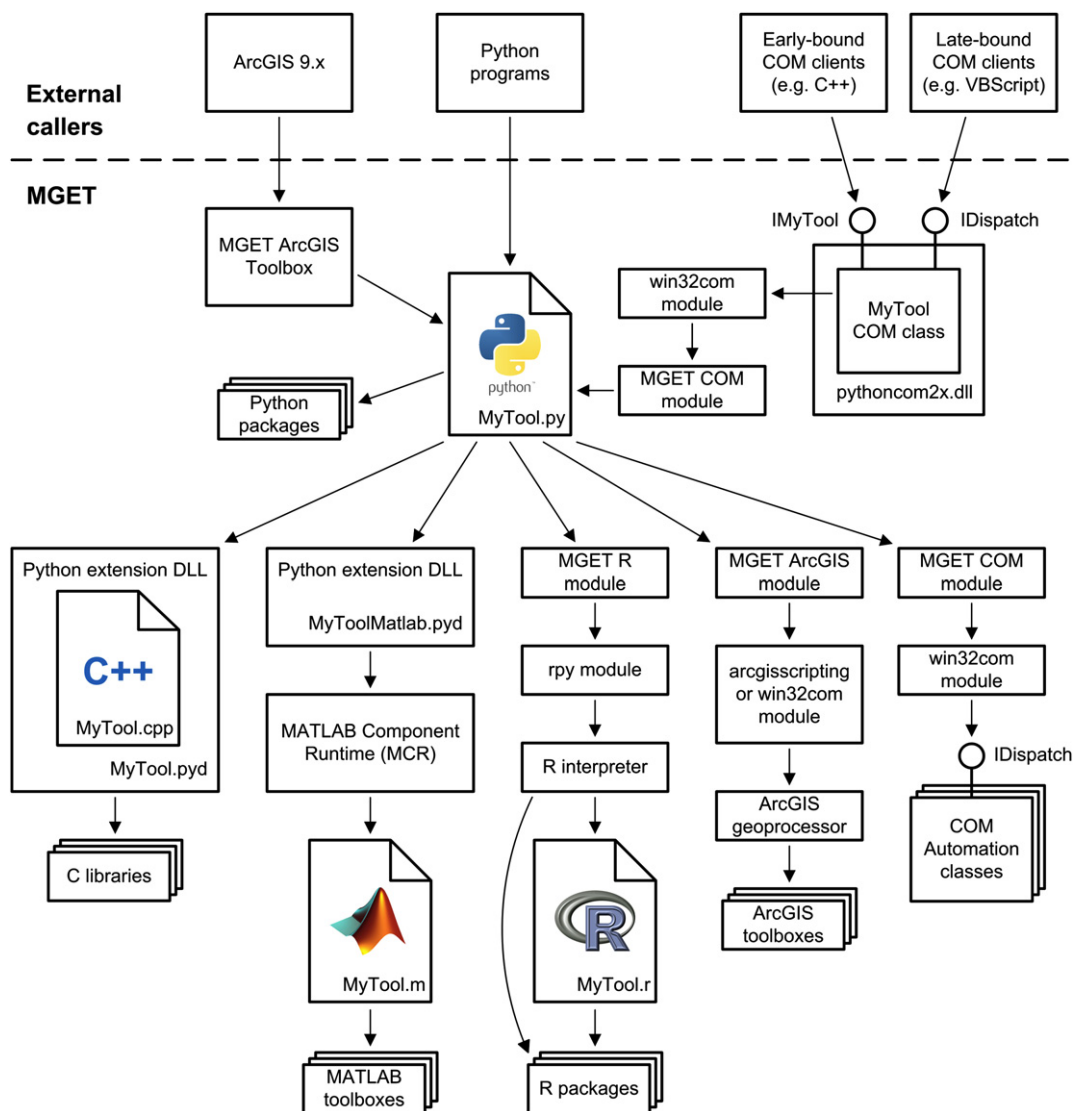 ArcGIS 9.x
Python
programs
Early-bound
COM clients
(e.g. C++)
Late-bound
COM clients
(e.g. VBScript)
External
callers
MGET
IMyTool
IDispatch
MGET ArcGIS
Toolbox
win32com
module
MyTool
COM class
python™
MyTool.py
MGET COM
module
pythoncom2x.dll
Python
packages
Python extension DLL
C++
MyTool.cpp
MyTool.pyd
C libraries
Python extension DLL
MyToolMatlab.pyd
MATLAB Component
Runtime (MCR)
MyTool.m
MATLAB
toolboxes
MGET R
module
rpy module
R interpreter
R
MyTool.r
R packages
MGET ArcGIS
module
arcgisscripting
or win32com
module
ArcGIS
geoprocessor
ArcGIS
toolboxes
MGET COM
module
win32com
module
IDispatch
COM
Automation
classes